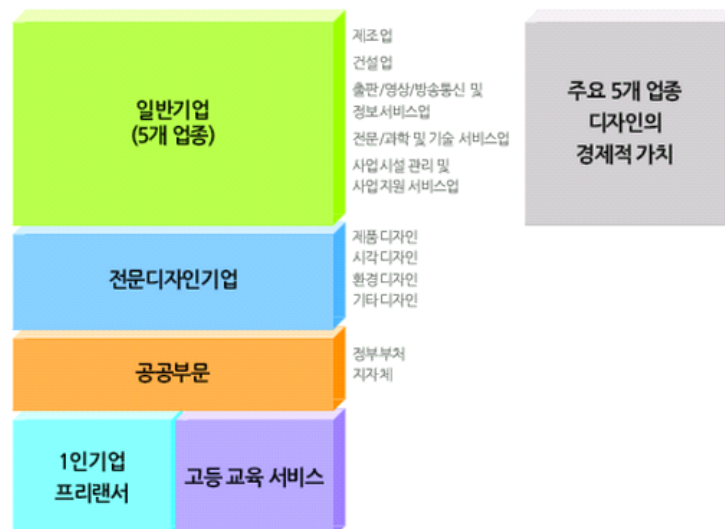 일반기업
(5개 업종)
제조업
건설업
출판/영상/방송통신 및
정보서비스업
전문/과학 및 기술 서비스업
사업시설 관리 및
사업지원 서비스업
주요 5개 업종
디자인의
경제적 가치
전문디자인기업
제품디자인
시각디자인
환경디자인
기타디자인
공공부문
정부부처
지자체
1인기업
프리랜서
고등 교육 서비스